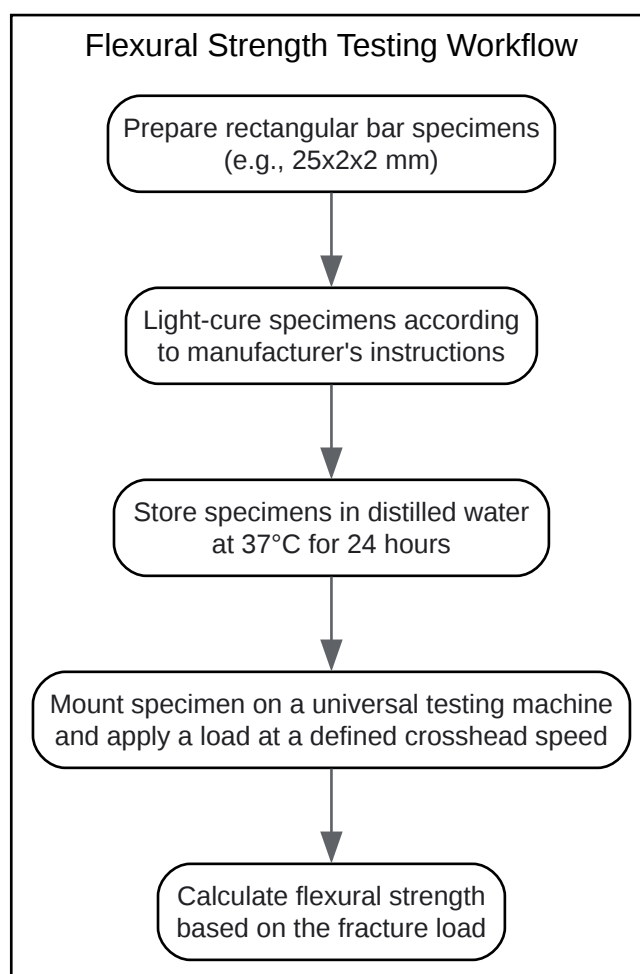 Flexural Strength Testing Workflow
Prepare rectangular bar specimens
(e.g., 25x2x2 mm)
Light-cure specimens according
to manufacturer's instructions
Store specimens in distilled water
at 37°C for 24 hours
Mount specimen on a universal testing machine
and apply a load at a defined crosshead speed
Calculate flexural strength
based on the fracture load